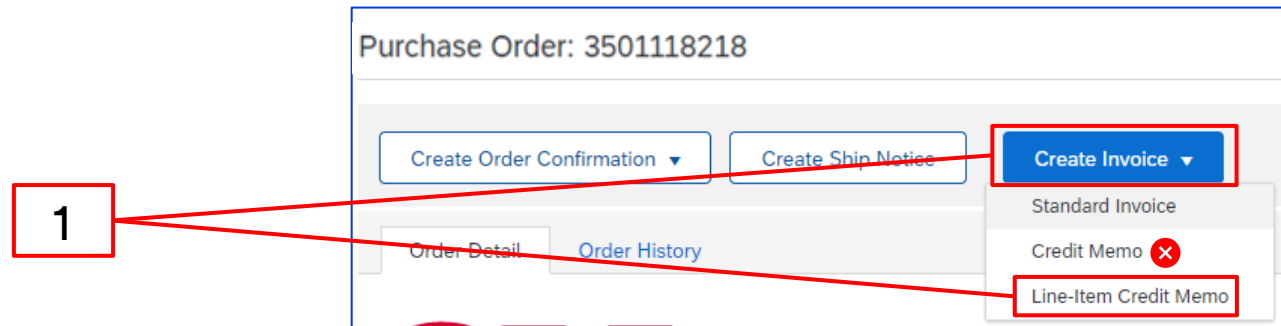 Purchase Order: 3501118218
Create Order Confirmation
Create Ship Notice
Create Invoice
1
Standard Invoice
Order Detail
Order History
Credit Memo
Line-Item Credit Memo